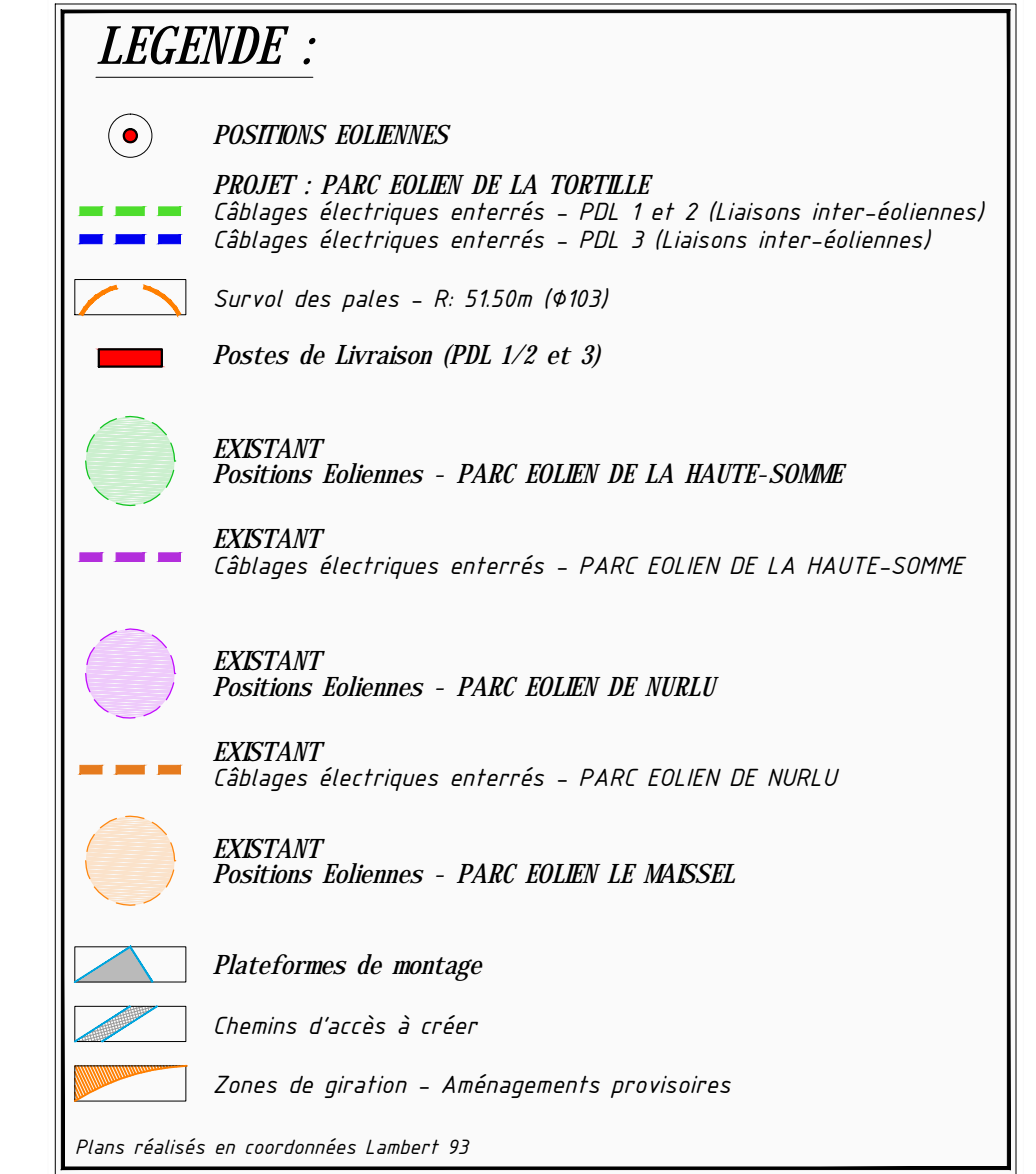 LEGENDE :
POSITIONS EOLIENNES
PROJET : PARC EOLIEN DE LA TORTILLE
Câblages électriques enterrés - PDL 1 et 2 (Liaisons inter-éoliennes)
Câblages électriques enterrés - PDL 3 (Liaisons inter-éoliennes)
Survol des pales - R: 51.50m (Φ103)
Postes de Livraison (PDL 1/2 et 3)
EXISTANT
Positions Eoliennes - PARC EOLIEN DE LA HAUTE-SOMME
EXISTANT
Câblages électriques enterrés - PARC EOLIEN DE LA HAUTE-SOMME
EXISTANT
Positions Eoliennes - PARC EOLIEN DE NURLU
EXISTANT
Câblages électriques enterrés - PARC EOLIEN DE NURLU
EXISTANT
Positions Eoliennes - PARC EOLIEN LE MAISSEL
Plateformes de montage
Chemins d'accès à créer
Zones de giration - Aménagements provisoires
Plans réalisés en coordonnées Lambert 93